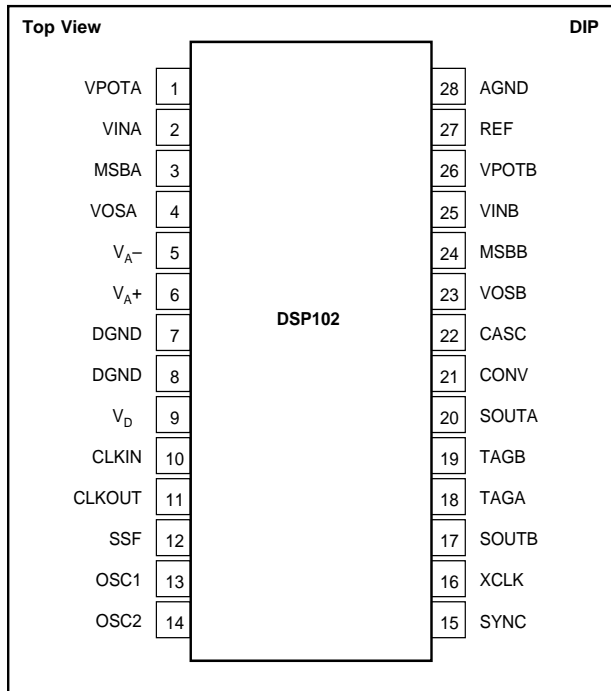 Top View DIP
VPOTA 1 28 AGND
VINA 2 27 REF
MSBA 3 26 VPOTB
VOSA 4 25 VINB
VA– 5 24 MSBB
VA+ 6 23 VOSB
DSP102
DGND 7 22 CASC
DGND 8 21 CONV
VD 9 20 SOUTA
CLKIN 10 19 TAGB
CLKOUT 11 18 TAGA
SSF 12 17 SOUTB
OSC1 13 16 XCLK
OSC2 14 15 SYNC